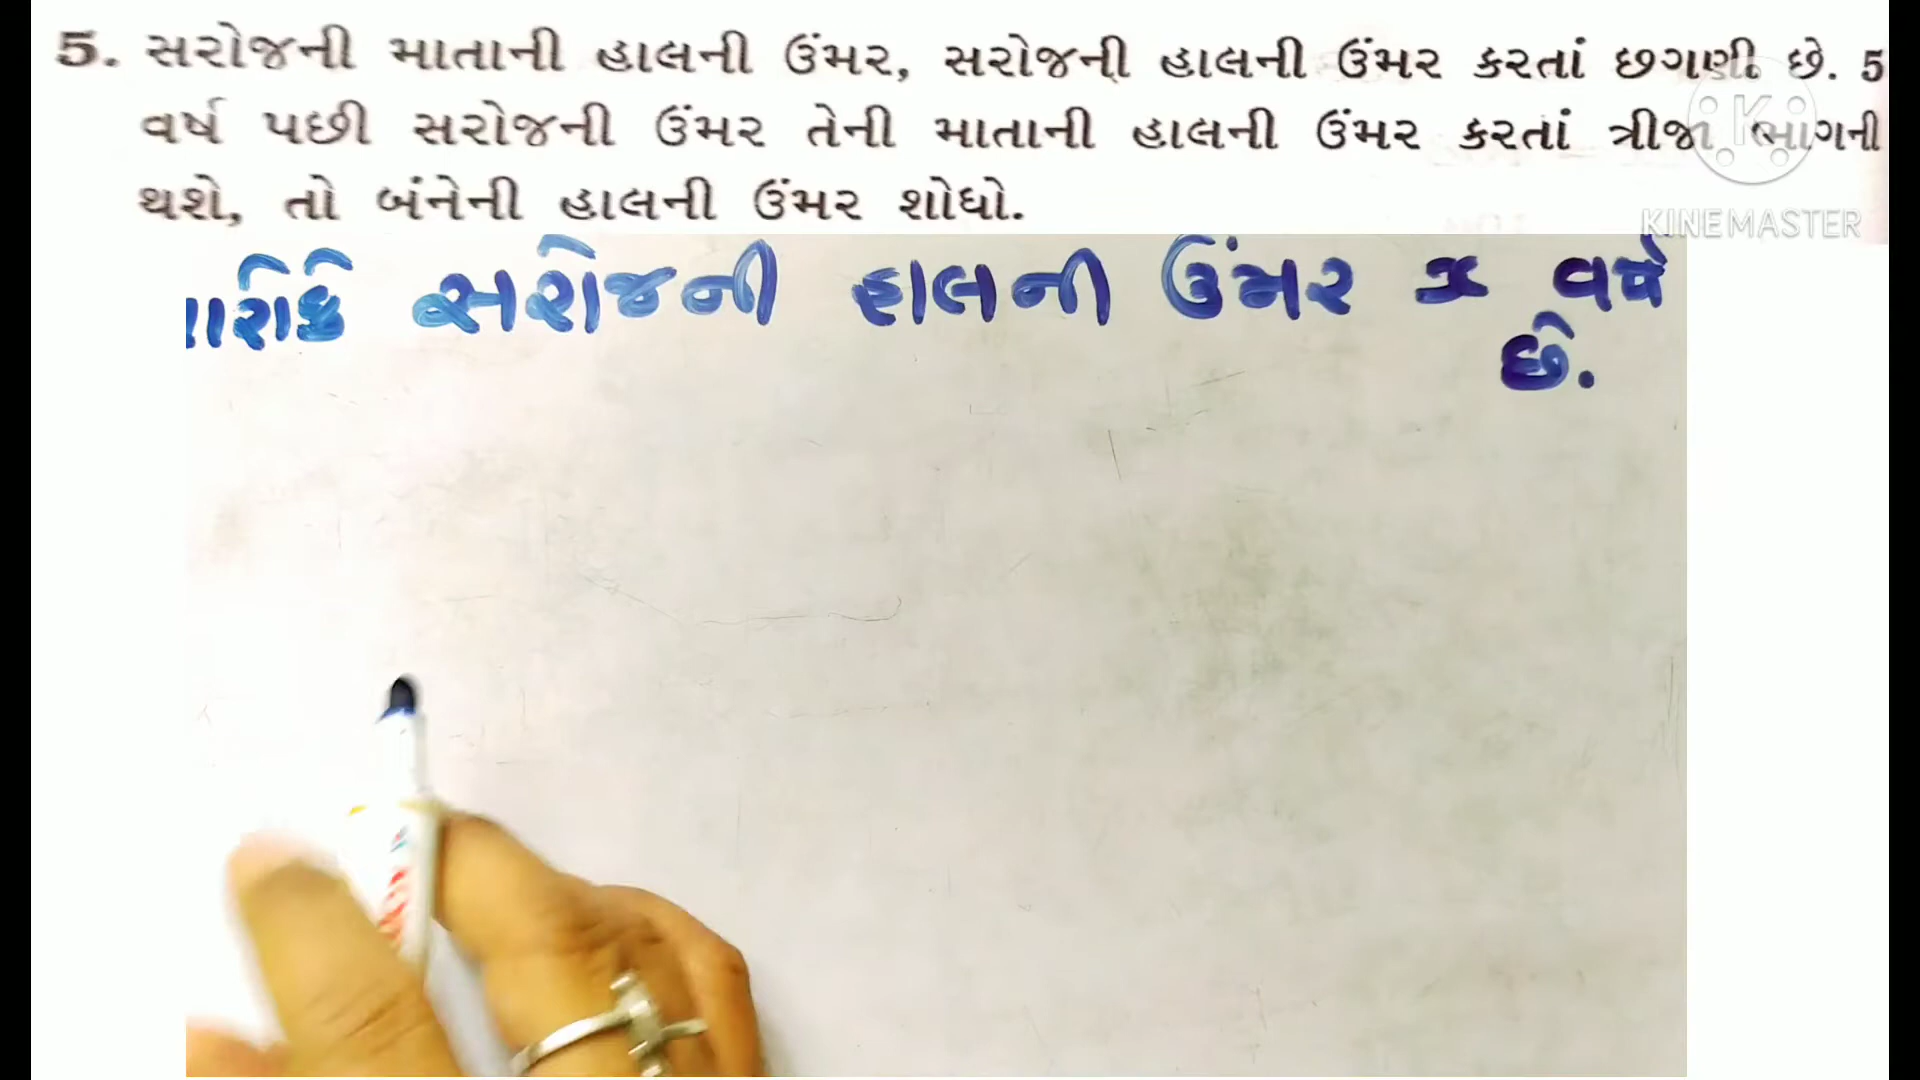 5. સરોજની માતાની હાલની ઉંમર, સરોજની હાલની ઉંમર કરતાં છગણી છે. 5
વર્ષ પછી સરોજની ઉંમર તેની માતાની હાલની ઉંમર કરતાં ત્રીજા ભાગની
થશે, તો બંનેની હાલની ઉંમર શોધો.
KINEMASTER
સરોજની હાલની ઉંમર x વર્ષ
છે.